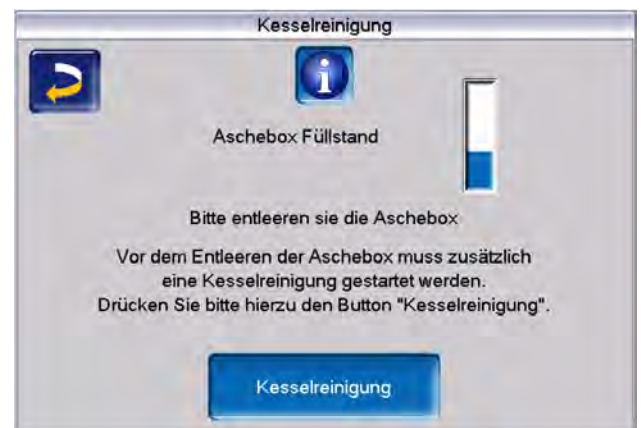 Kesselreinigung
i
Aschebox Füllstand
Bitte entleeren sie die Aschebox
Vor dem Entleeren der Aschebox muss zusätzlich
eine Kesselreinigung gestartet werden.
Drücken Sie bitte hierzu den Button "Kesselreinigung".
Kesselreinigung